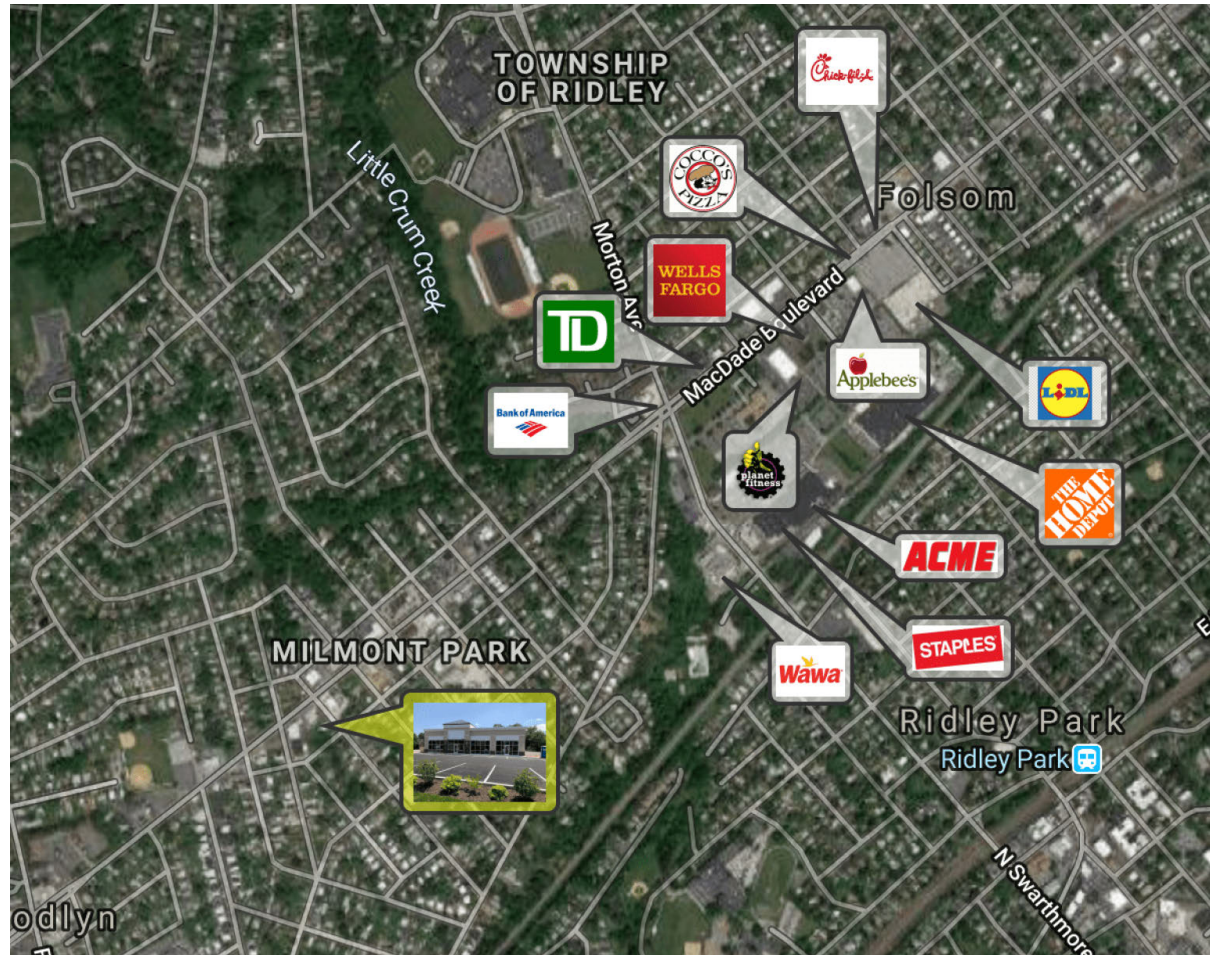 TOWNSHIP
OF RIDLEY
Chick-fil-A
COCCO'S
PIZZA
Folsom
Little Crum Creek
Morton Ave
WELLS
FARGO
MacDade Boulevard
TD
Applebee's
LiDL
Bank of America
planet
fitness
THE
HOME
DEPOT
ACME
STAPLES
MILMONT PARK
Wawa
Ridley Park
Ridley Park
N Swarthmore
odlyn